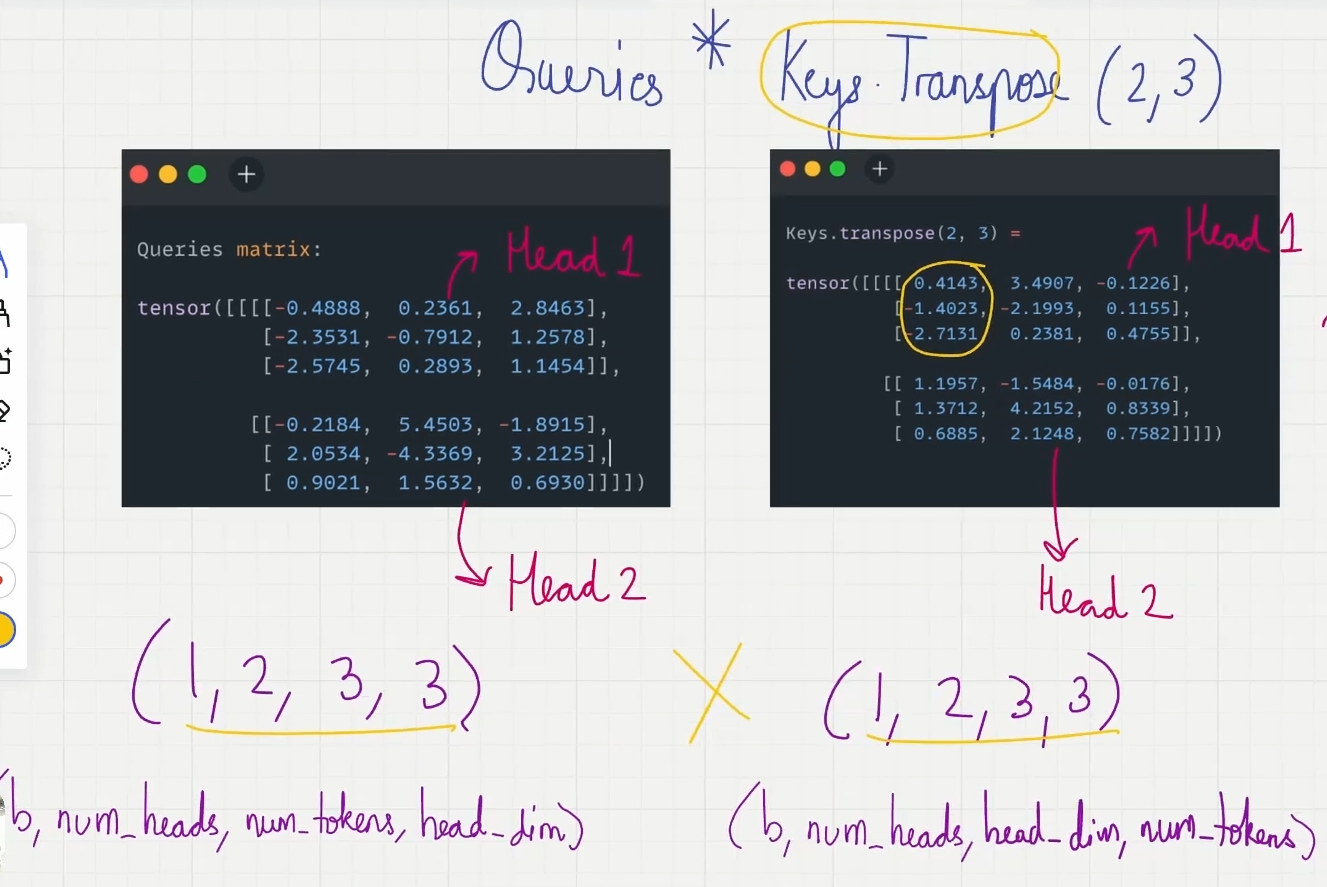 Queries * Keys.Transpose (2,3)
Queries matrix:
Head 1
tensor([[[[-0.4888, 0.2361, 2.8463],
[-2.3531, -0.7912, 1.2578],
[-2.5745, 0.2893, 1.1454]],
[[-0.2184, 5.4503, -1.8915],
[ 2.0534, -4.3369, 3.2125],
[ 0.9021, 1.5632, 0.6930]]]])
Head 2
Keys.transpose(2, 3) =
Head 1
tensor([[[[ 0.4143, 3.4907, -0.1226],
[-1.4023, -2.1993, 0.1155],
[-2.7131, 0.2381, 0.4755]],
[[ 1.1957, -1.5484, -0.0176],
[ 1.3712, 4.2152, 0.8339],
[ 0.6885, 2.1248, 0.7582]]]])
Head 2
(1, 2, 3, 3) X (1, 2, 3, 3)
(b, num_heads, num_tokens, head_dim)
(b, num_heads, head_dim, num_tokens)